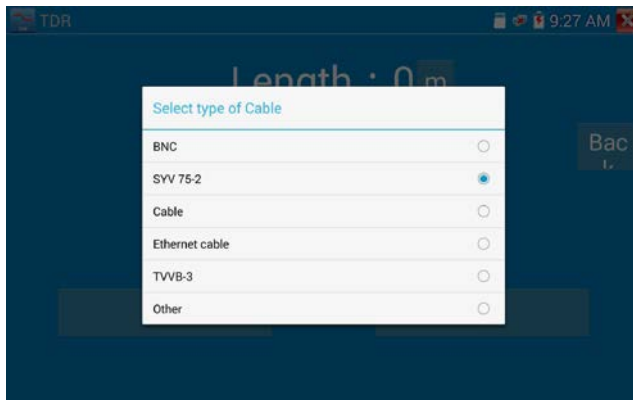 TDR
9:27 AM
Length : 0 m
Select type of Cable
BNC
Bac
k
SYV 75-2
Cable
Ethernet cable
TVVB-3
Other